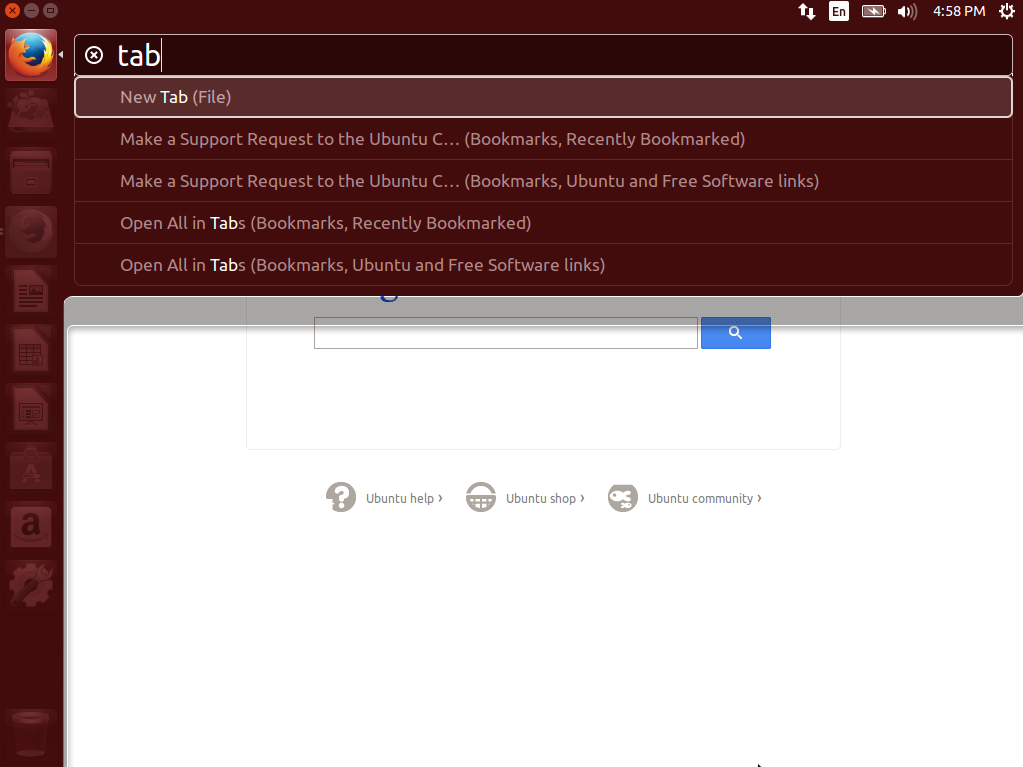 En 4:58 PM
tab
New Tab (File)
Make a Support Request to the Ubuntu C... (Bookmarks, Recently Bookmarked)
Make a Support Request to the Ubuntu C... (Bookmarks, Ubuntu and Free Software links)
Open All in Tabs (Bookmarks, Recently Bookmarked)
Open All in Tabs (Bookmarks, Ubuntu and Free Software links)
Ubuntu help › Ubuntu shop › Ubuntu community ›